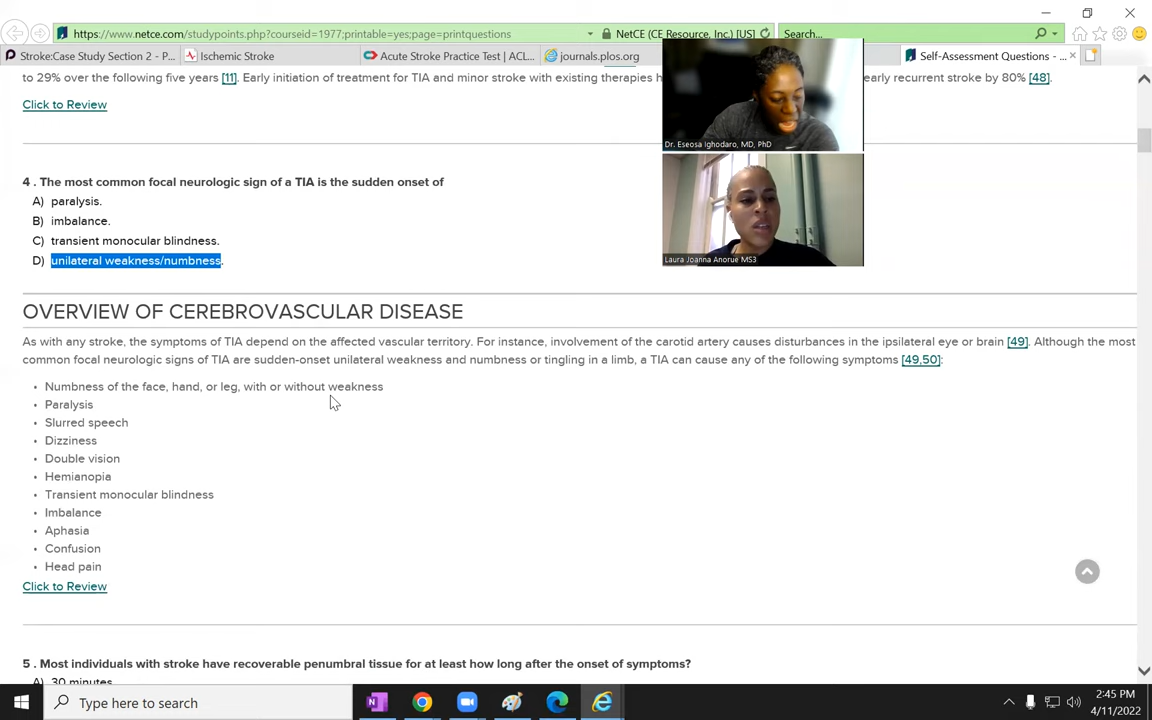 https://www.netce.com/studypoints.php?courseid=1977;printable=yes;page=printquestions
NetCE (CE Resource, Inc.) [US]
Search...
Stroke:Case Study Section 2 - P...
Ischemic Stroke
Acute Stroke Practice Test | ACL...
journals.plos.org
Self-Assessment Questions - ...
to 29% over the following five years [11]. Early initiation of treatment for TIA and minor stroke with existing therapies
early recurrent stroke by 80% [48].
Click to Review
Dr. Eseosa Ighodaro, MD, PhD
Laura Joanna Anorue MS3
4 . The most common focal neurologic sign of a TIA is the sudden onset of
A) paralysis.
B) imbalance.
C) transient monocular blindness.
D) unilateral weakness/numbness.
OVERVIEW OF CEREBROVASCULAR DISEASE
As with any stroke, the symptoms of TIA depend on the affected vascular territory. For instance, involvement of the carotid artery causes disturbances in the ipsilateral eye or brain [49]. Although the most
common focal neurologic signs of TIA are sudden-onset unilateral weakness and numbness or tingling in a limb, a TIA can cause any of the following symptoms [49,50]:
• Numbness of the face, hand, or leg, with or without weakness
• Paralysis
• Slurred speech
• Dizziness
• Double vision
• Hemianopia
• Transient monocular blindness
• Imbalance
• Aphasia
• Confusion
• Head pain
Click to Review
5 . Most individuals with stroke have recoverable penumbral tissue for at least how long after the onset of symptoms?
A) 30 minutes
Type here to search
2:45 PM
4/11/2022